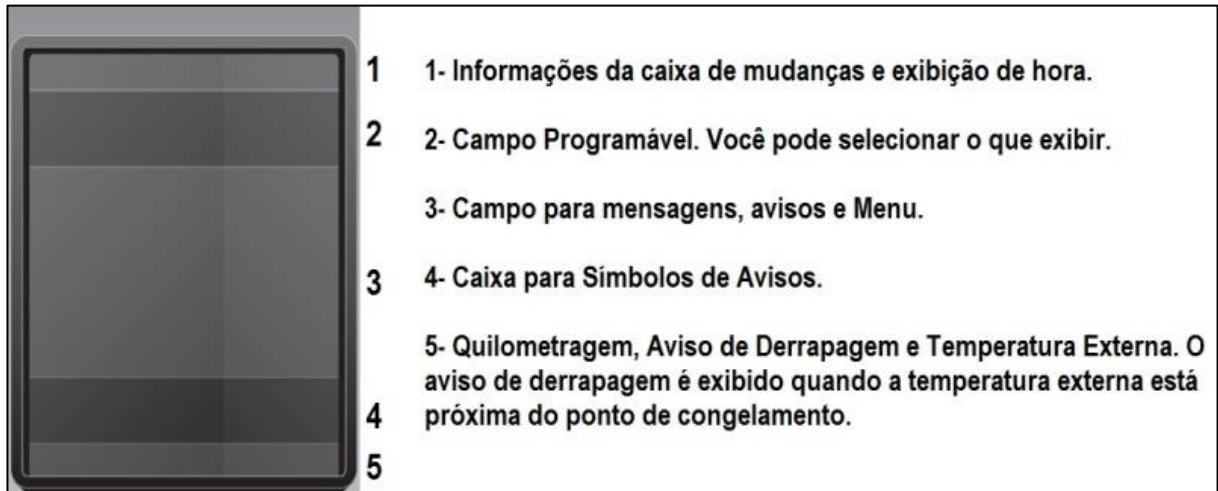 1
2
3
4
5
1- Informações da caixa de mudanças e exibição de hora.
2- Campo Programável. Você pode selecionar o que exibir.
3- Campo para mensagens, avisos e Menu.
4- Caixa para Símbolos de Avisos.
5- Quilometragem, Aviso de Derrapagem e Temperatura Externa. O
aviso de derrapagem é exibido quando a temperatura externa está
próxima do ponto de congelamento.